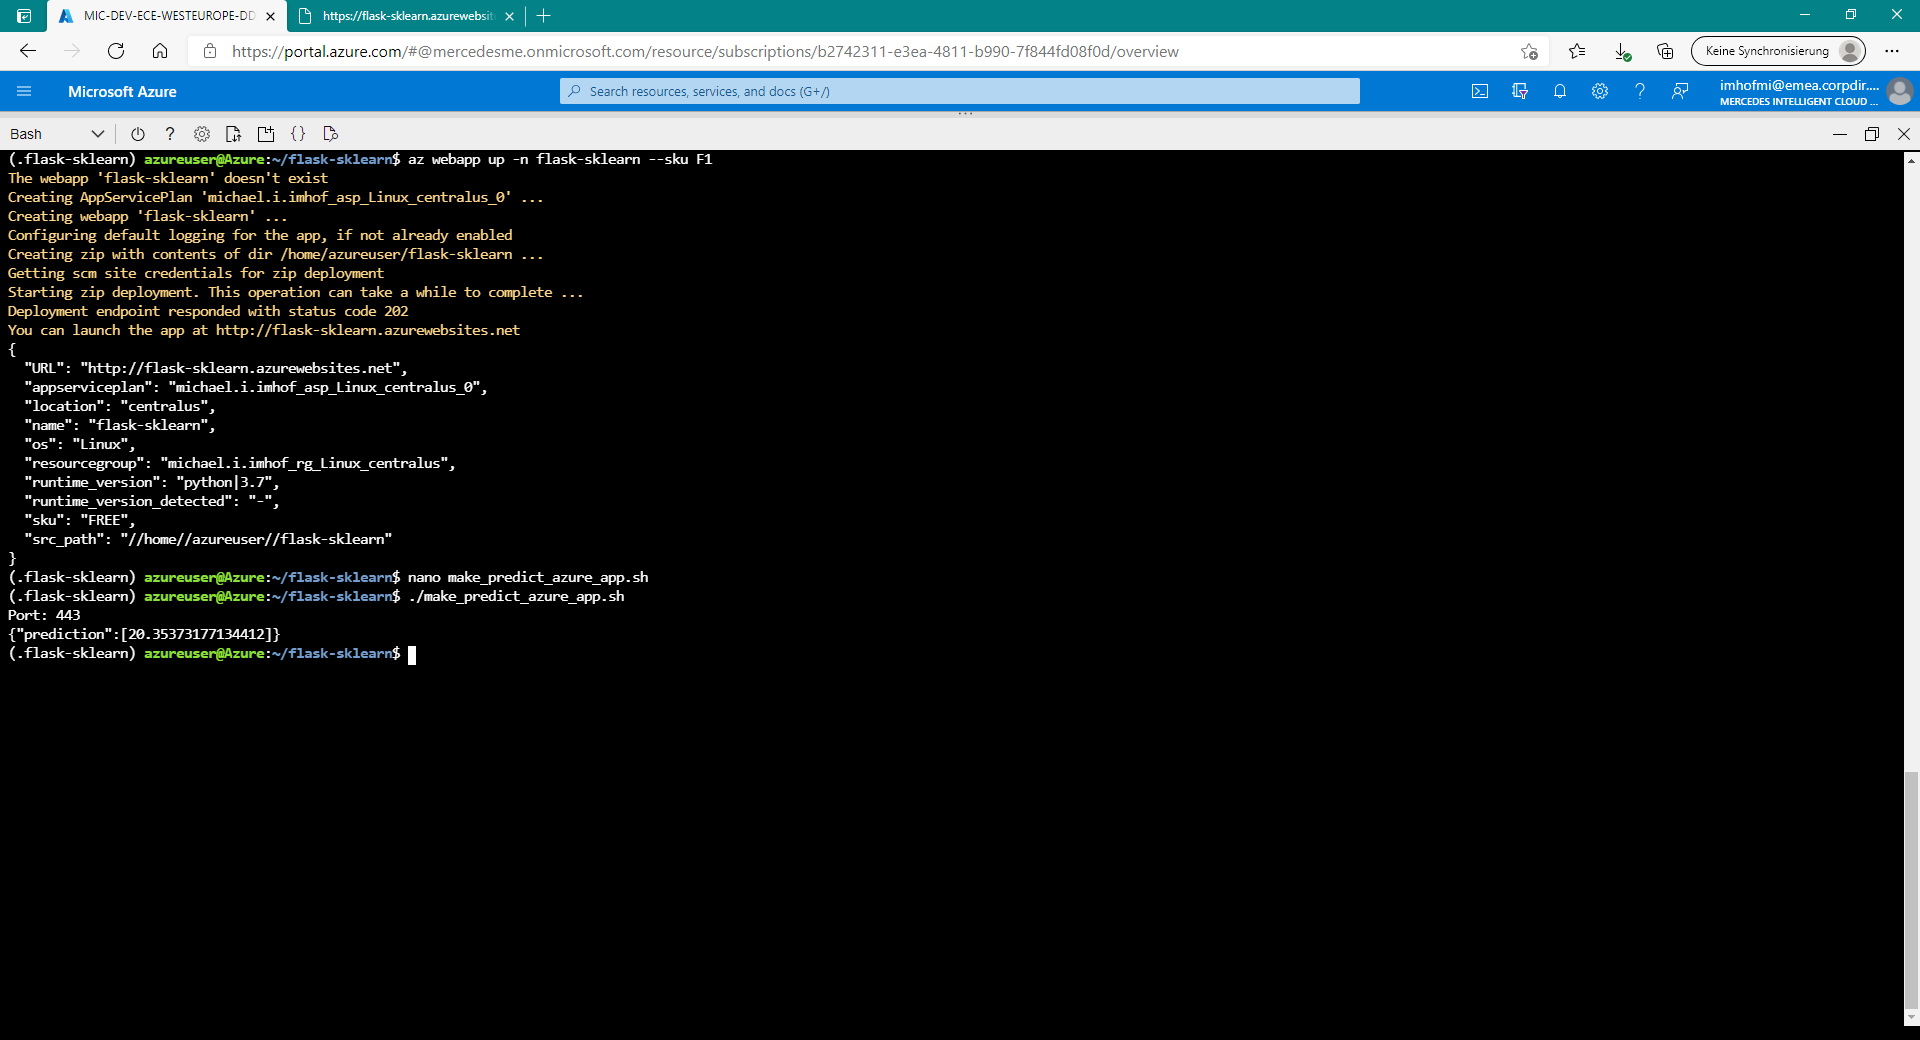 MIC-DEV-ECE-WESTEUROPE-DD
https://flask-sklearn.azurewebsit
https://portal.azure.com/#@mercedesme.onmicrosoft.com/resource/subscriptions/b2742311-e3ea-4811-b990-7f844fd08f0d/overview
Keine Synchronisierung
Microsoft Azure
Search resources, services, and docs (G+/)
imhofmi@emea.corpdir....
MERCEDES INTELLIGENT CLOUD ...
Bash
(.flask-sklearn) azureuser@Azure:~/flask-sklearn$ az webapp up -n flask-sklearn --sku F1
The webapp 'flask-sklearn' doesn't exist
Creating AppServicePlan 'michael.i.imhof_asp_Linux_centralus_0' ...
Creating webapp 'flask-sklearn' ...
Configuring default logging for the app, if not already enabled
Creating zip with contents of dir /home/azureuser/flask-sklearn ...
Getting scm site credentials for zip deployment
Starting zip deployment. This operation can take a while to complete ...
Deployment endpoint responded with status code 202
You can launch the app at http://flask-sklearn.azurewebsites.net
{
  "URL": "http://flask-sklearn.azurewebsites.net",
  "appserviceplan": "michael.i.imhof_asp_Linux_centralus_0",
  "location": "centralus",
  "name": "flask-sklearn",
  "os": "Linux",
  "resourcegroup": "michael.i.imhof_rg_Linux_centralus",
  "runtime_version": "python|3.7",
  "runtime_version_detected": "-",
  "sku": "FREE",
  "src_path": "//home//azureuser//flask-sklearn"
}
(.flask-sklearn) azureuser@Azure:~/flask-sklearn$ nano make_predict_azure_app.sh
(.flask-sklearn) azureuser@Azure:~/flask-sklearn$ ./make_predict_azure_app.sh
Port: 443
{"prediction":[20.35373177134412]}
(.flask-sklearn) azureuser@Azure:~/flask-sklearn$